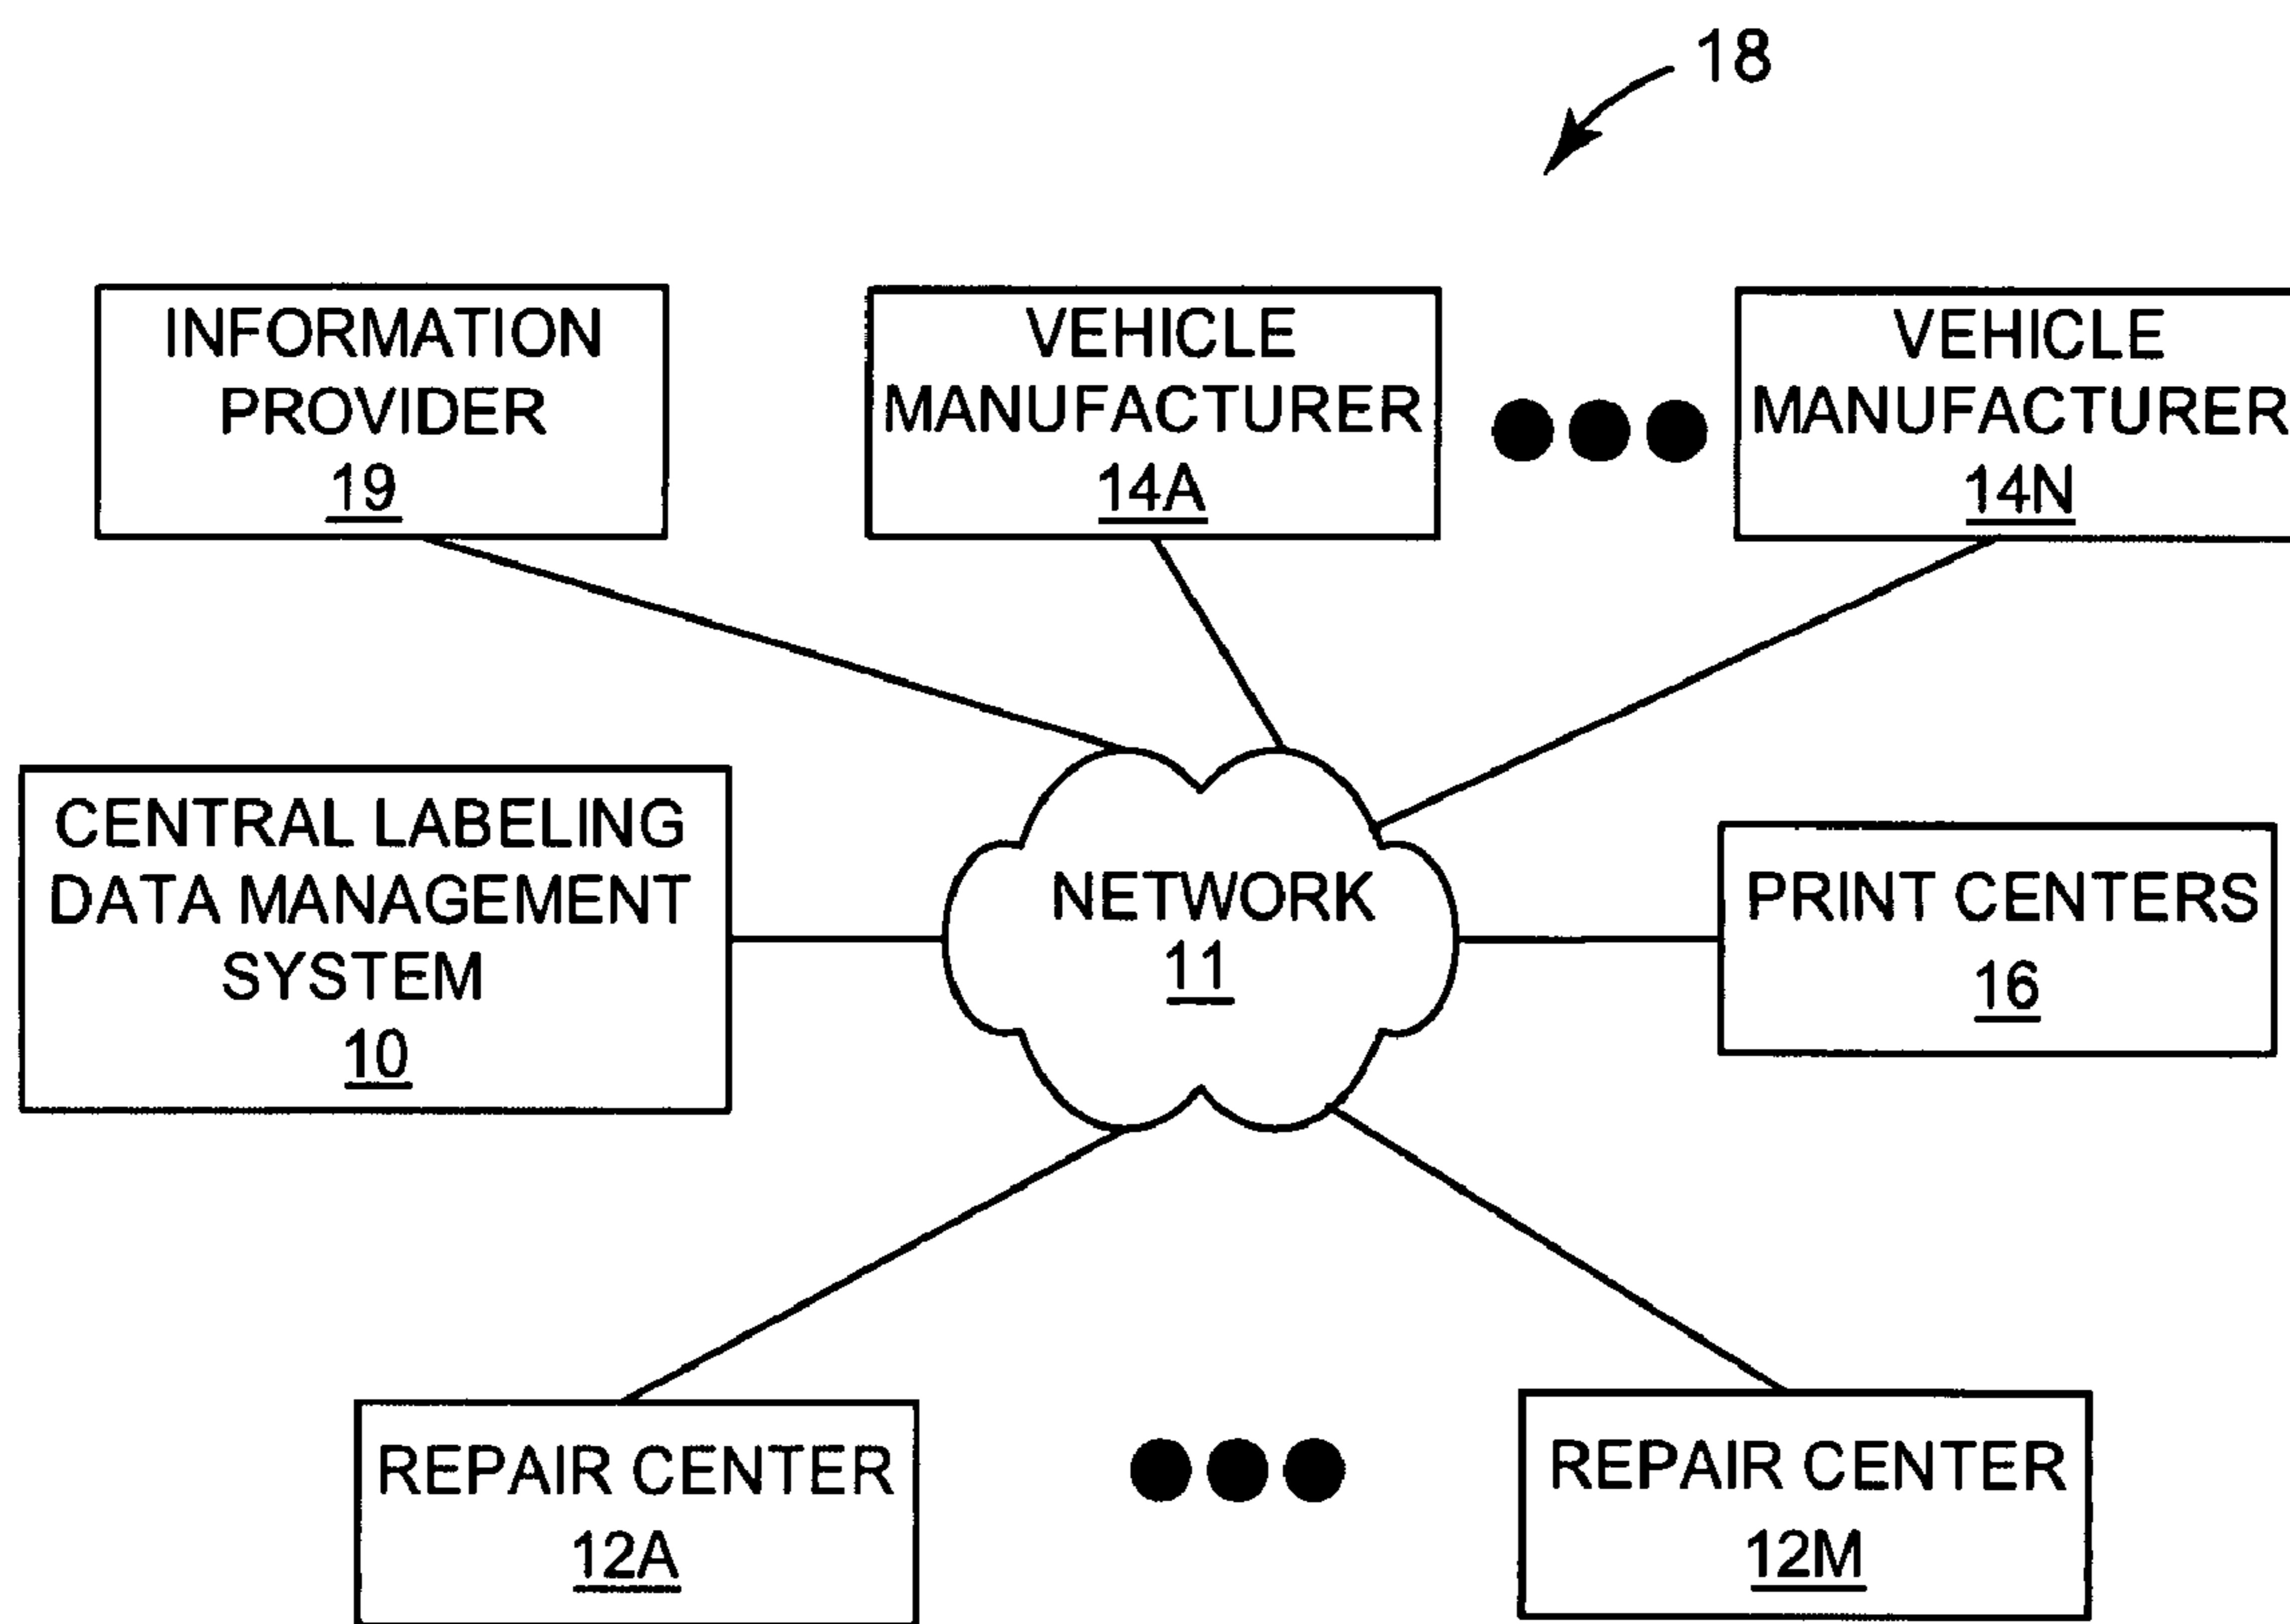 18
INFORMATION
PROVIDER
19
VEHICLE
MANUFACTURER
14A
VEHICLE
MANUFACTURER
14N
CENTRAL LABELING
DATA MANAGEMENT
SYSTEM
10
NETWORK
11
PRINT CENTERS
16
REPAIR CENTER
12A
REPAIR CENTER
12M